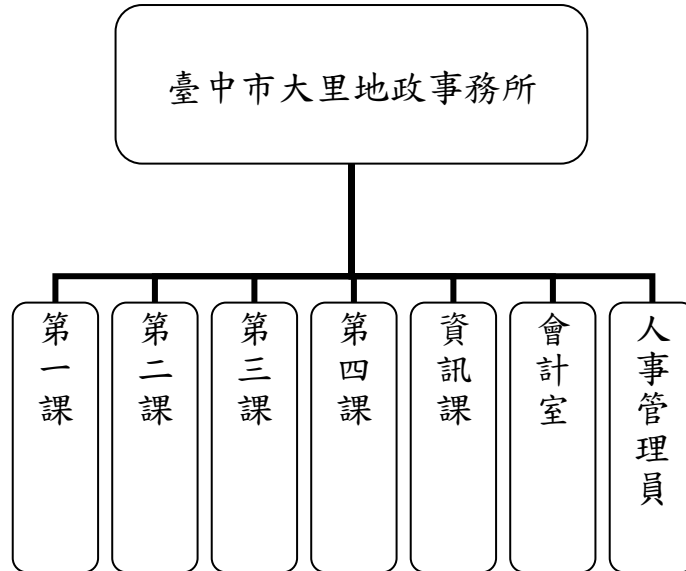 臺中市大里地政事務所
第一課
第二課
第三課
第四課
資訊課
會計室
人事管理員